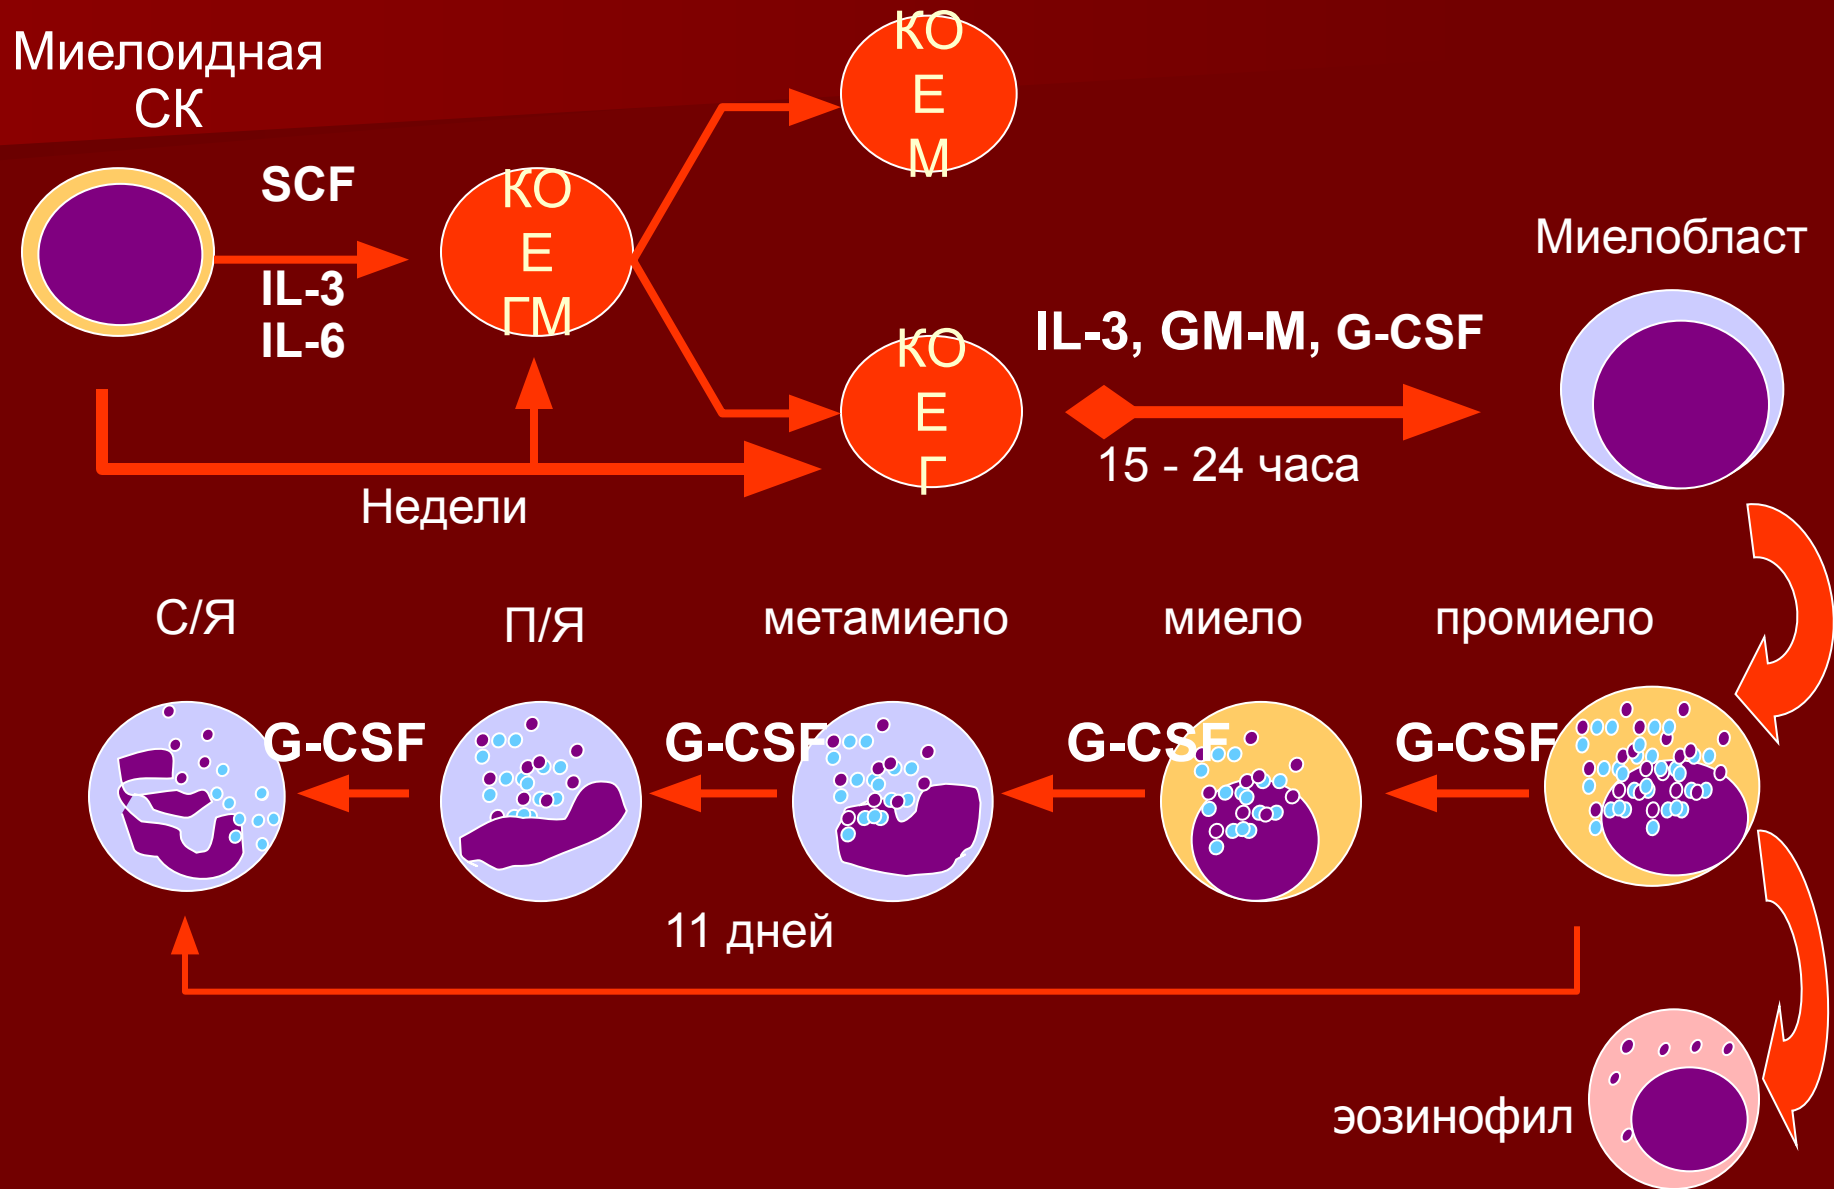 Миелоидная
СК
SCF
IL-3
IL-6
КО
Е
ГМ
КО
Е
М
КО
Е
Г
IL-3, GM-M, G-CSF
15 - 24 часа
Миелобласт
Недели
С/Я
П/Я
метамиело
миело
промиело
G-CSF
G-CSF
G-CSF
G-CSF
11 дней
эозинофил